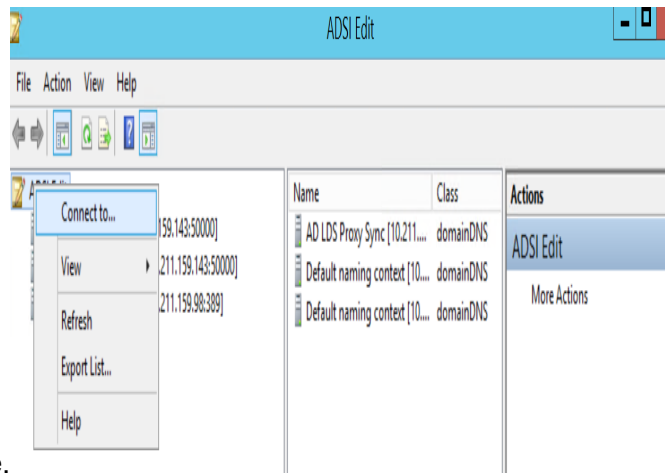 ADSI Edit
File Action View Help
Connect to...
View
Refresh
Export List...
Help
159.143:50000]
.211.159.143:50000]
.211.159.98:389]
Name Class
AD LDS Proxy Sync [10.211.... domainDNS
Default naming context [10.... domainDNS
Default naming context [10.... domainDNS
Actions
ADSI Edit
More Actions